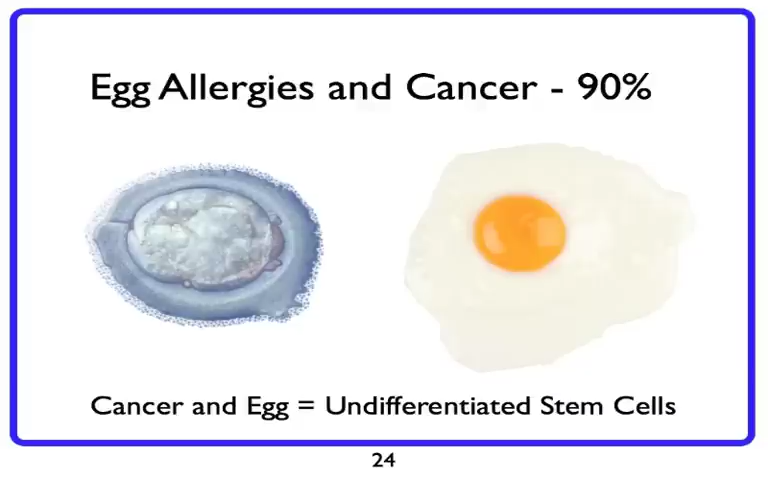 Egg Allergies and Cancer - 90%
Cancer and Egg = Undifferentiated Stem Cells
24